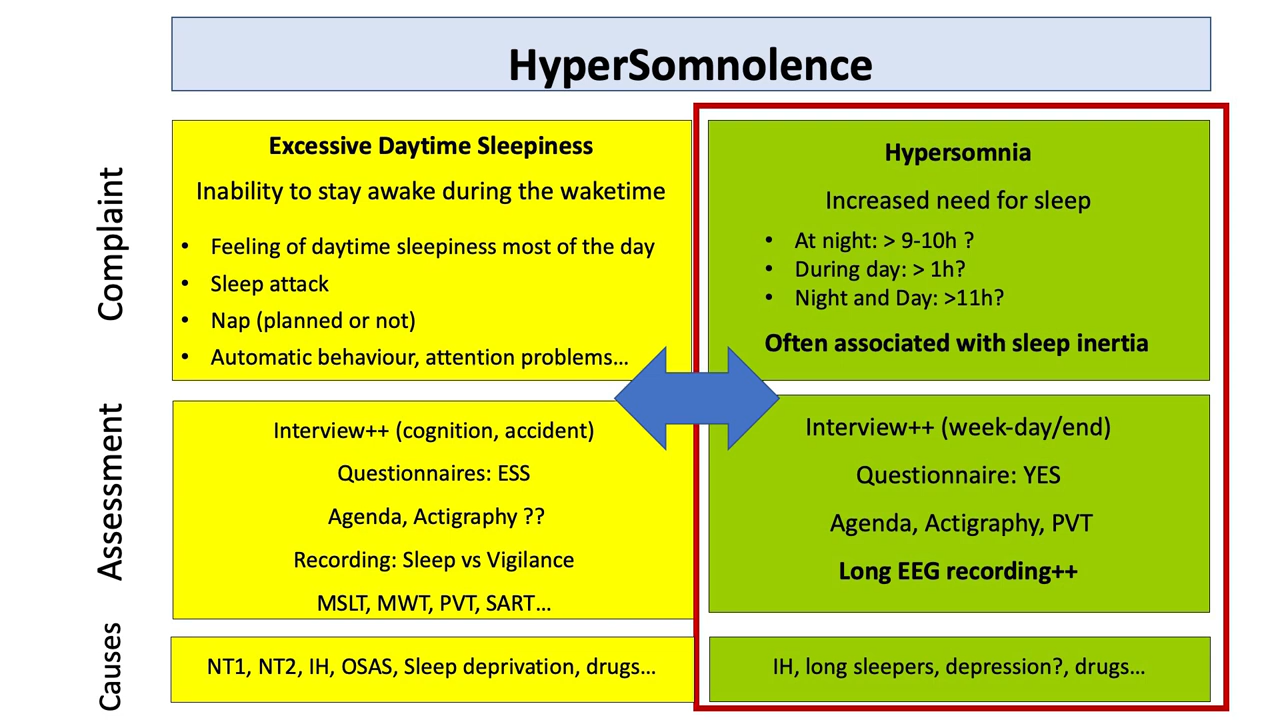 HyperSomnolence
Complaint
Excessive Daytime Sleepiness
Inability to stay awake during the waketime
• Feeling of daytime sleepiness most of the day
• Sleep attack
• Nap (planned or not)
• Automatic behaviour, attention problems...
Hypersomnia
Increased need for sleep
• At night: > 9-10h ?
• During day: > 1h?
• Night and Day: >11h?
Often associated with sleep inertia
Assessment
Interview++ (cognition, accident)
Questionnaires: ESS
Agenda, Actigraphy ??
Recording: Sleep vs Vigilance
MSLT, MWT, PVT, SART...
Interview++ (week-day/end)
Questionnaire: YES
Agenda, Actigraphy, PVT
Long EEG recording++
Causes
NT1, NT2, IH, OSAS, Sleep deprivation, drugs...
IH, long sleepers, depression?, drugs...